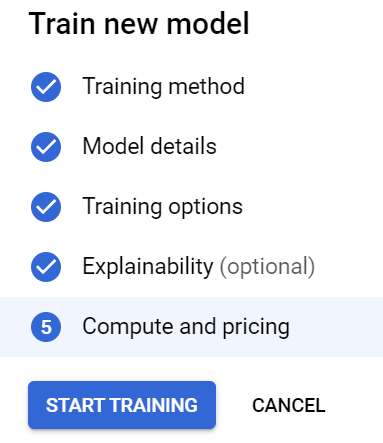 Train new model
Training method
Model details
Training options
Explainability (optional)
5 Compute and pricing
START TRAINING CANCEL